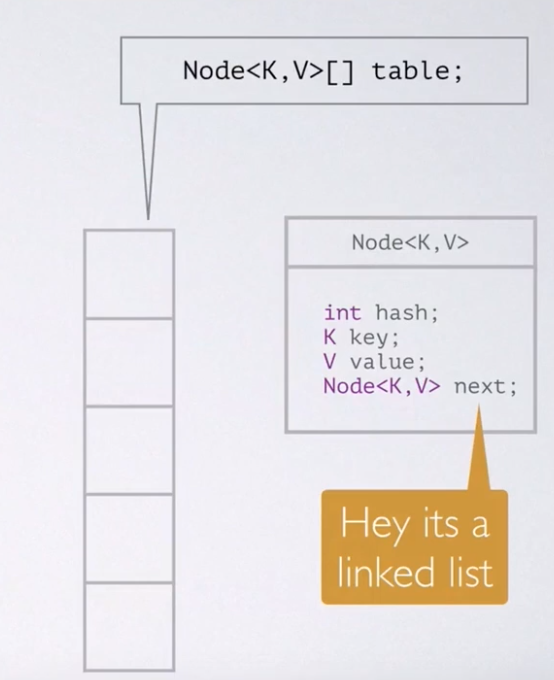 Node<K,V>[] table;
Node<K,V>
int hash;
K key;
V value;
Node<K,V> next;
Hey its a
linked list